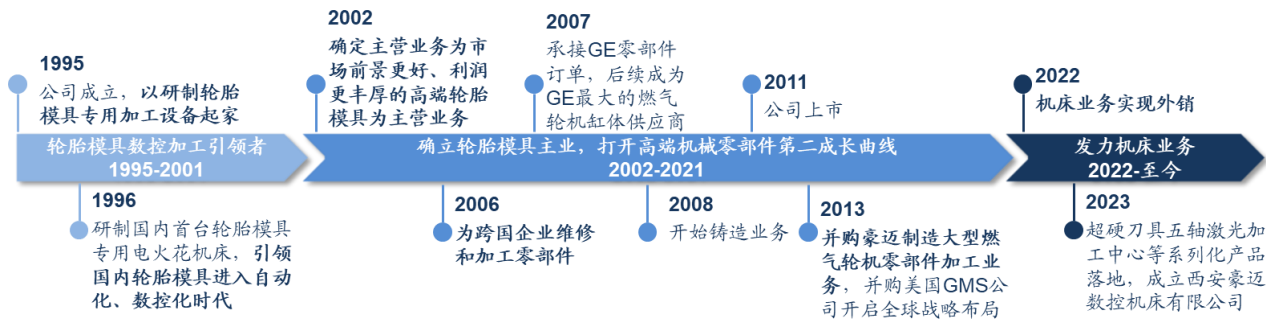 1995
公司成立，以研制轮胎
模具专用加工设备起家
2002
确定主营业务为市
场前景更好、利润
更丰厚的高端轮胎
模具为主营业务
2007
承接GE零部件
订单，后续成为
GE最大的燃气
轮机缸体供应商
2011
公司上市
2022
机床业务实现外销
轮胎模具数控加工引领者
1995-2001
确立轮胎模具主业，打开高端机械零部件第二成长曲线
2002-2021
发力机床业务
2022-至今
1996
研制国内首台轮胎模具
专用电火花机床，引领
国内轮胎模具进入自动
化、数控化时代
2006
为跨国企业维修
和加工零部件
2008
开始铸造业务
2013
并购豪迈制造大型燃
气轮机零部件加工业
务，并购美国GMS公
司开启全球战略布局
2023
超硬刀具五轴激光加
工中心等系列化产品
落地，成立西安豪迈
数控机床有限公司